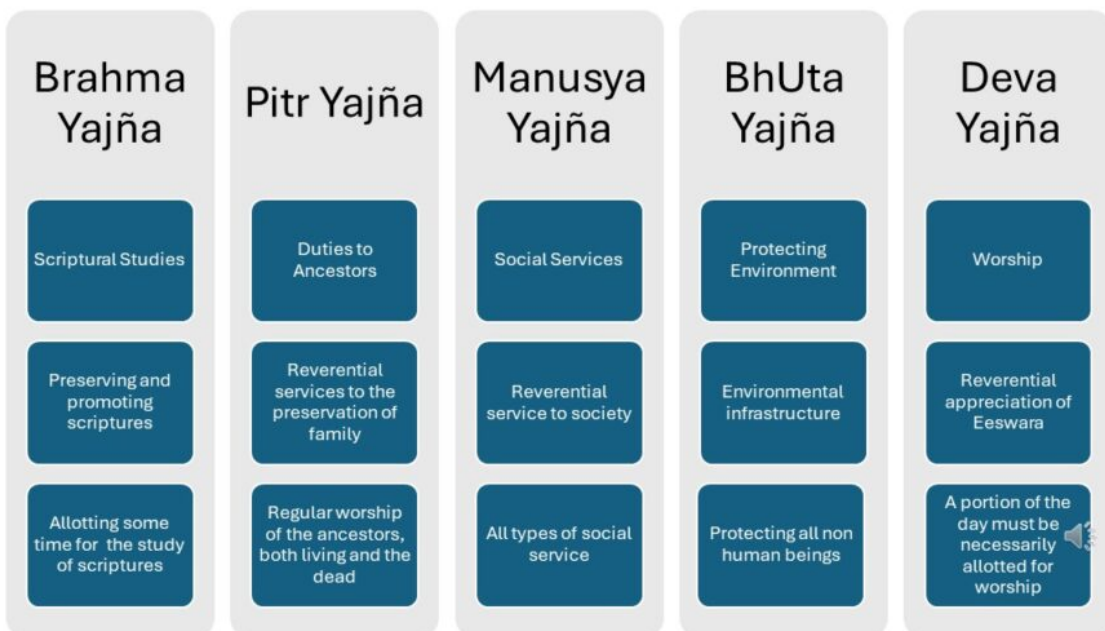 Brahma
Yajña
Scriptural Studies
Preserving and
promoting
scriptures
Allotting some
time for the study
of scriptures
Pitr Yajña
Duties to
Ancestors
Reverential
services to the
preservation of
family
Regular worship
of the ancestors,
both living and the
dead
Manusya
Yajña
Social Services
Reverential
service to society
All types of social
service
BhUta
Yajña
Protecting
Environment
Environmental
infrastructure
Protecting all non
human beings
Deva
Yajña
Worship
Reverential
appreciation of
Eeswara
A portion of the
day must be
necessarily
allotted for
worship